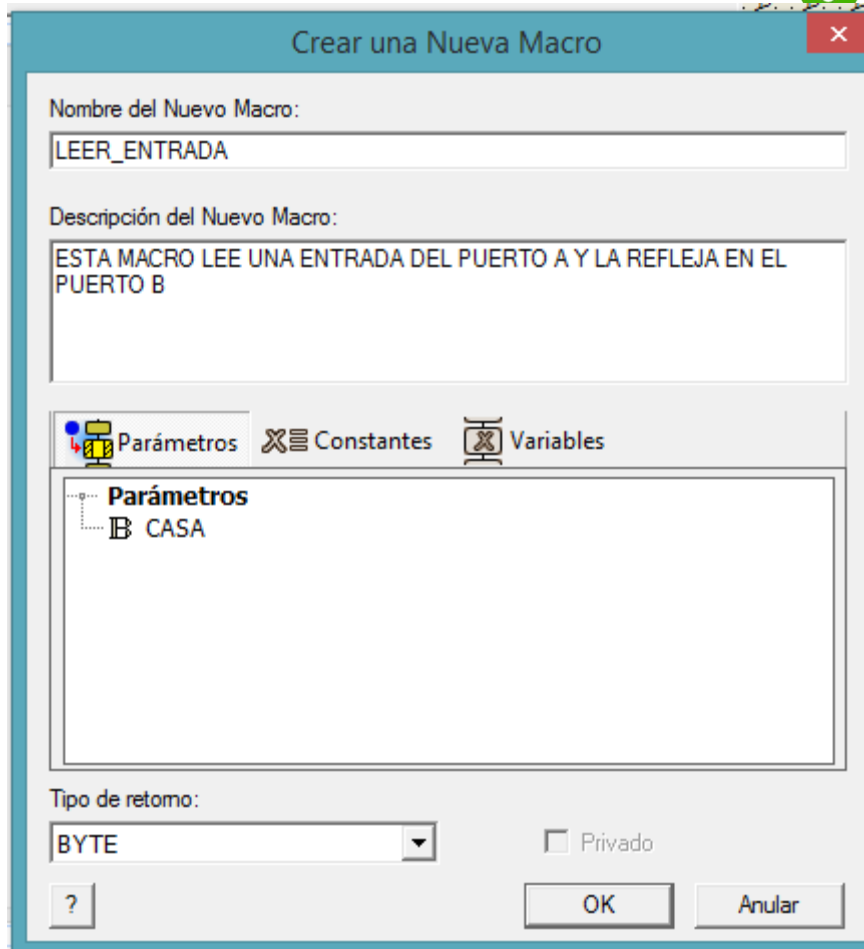 Crear una Nueva Macro
Nombre del Nuevo Macro:
LEER_ENTRADA
Descripción del Nuevo Macro:
ESTA MACRO LEE UNA ENTRADA DEL PUERTO A Y LA REFLEJA EN EL
PUERTO B
Parámetros Constantes Variables
Parámetros
B CASA
Tipo de retorno:
BYTE
Privado
? OK Anular